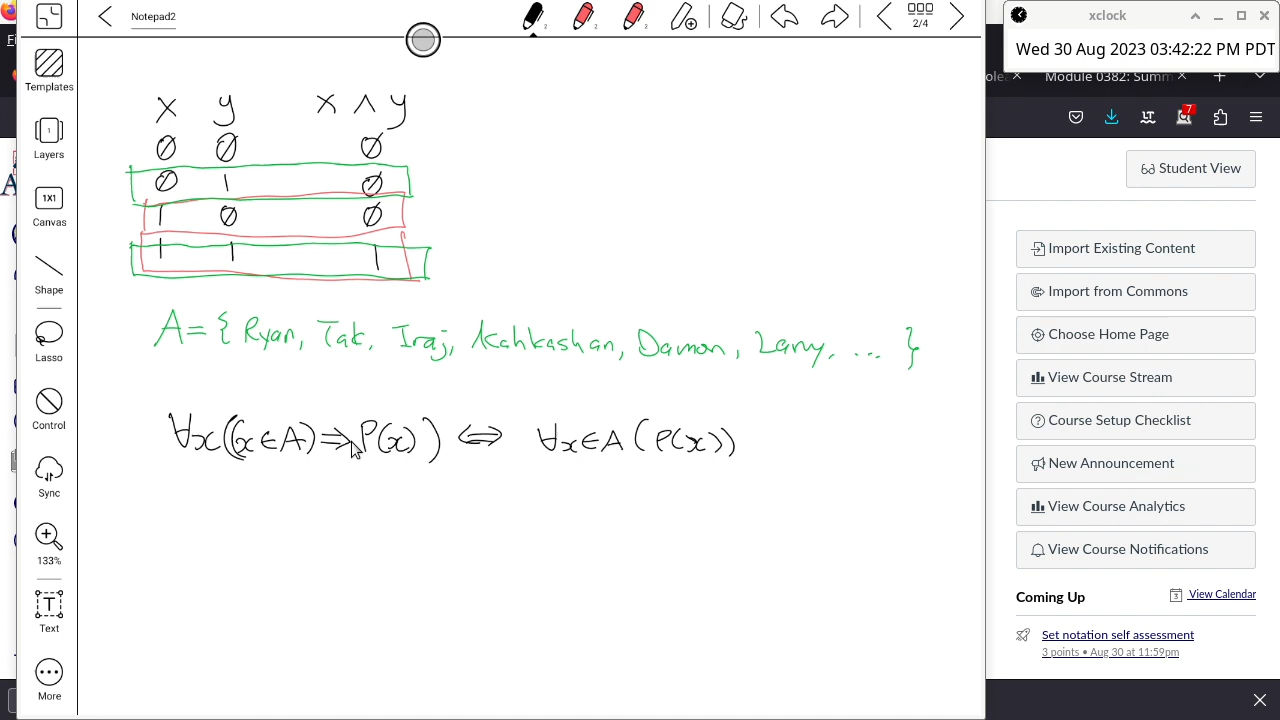 Notepad2
2/4
xclock
Wed 30 Aug 2023 03:42:22 PM PDT
Module 0382: Summ
7
Templates
Layers
1X1
Canvas
Shape
Lasso
Control
Sync
133%
Text
More
x y x ∧ y
0 0 0
0 1 0
1 0 0
1 1 1
A = { Ryan, Tak, Iraj, Kahkashan, Damon, Larry, ... }
∀x((x∈A)⇒P(x)) ⇔ ∀x∈A(P(x))
Student View
Import Existing Content
Import from Commons
Choose Home Page
View Course Stream
Course Setup Checklist
New Announcement
View Course Analytics
View Course Notifications
Coming Up
View Calendar
Set notation self assessment
3 points • Aug 30 at 11:59pm